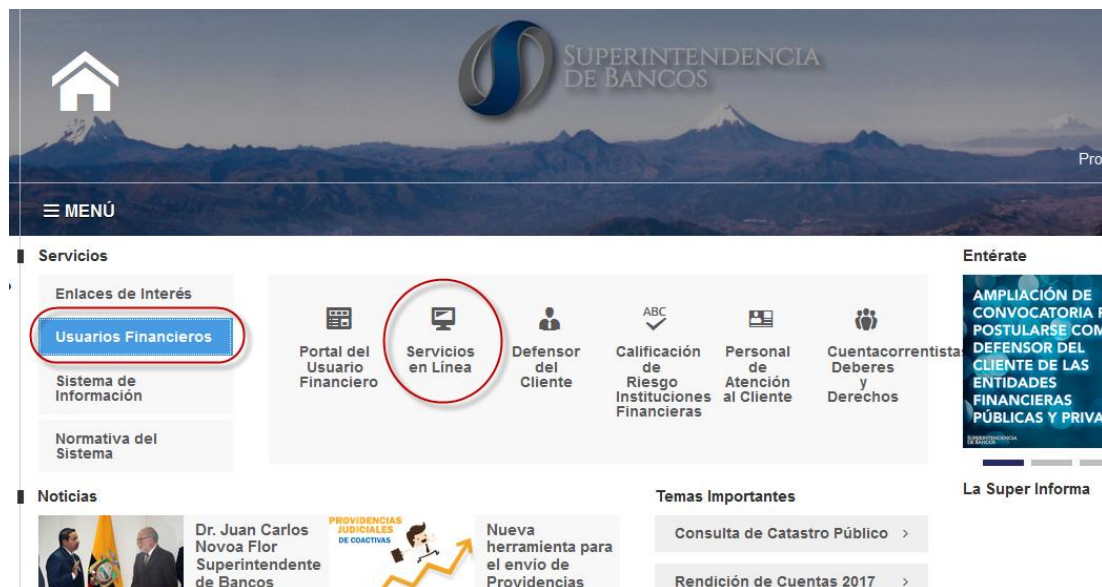 SUPERINTENDENCIA
DE BANCOS
Pro
MENÚ
Servicios
Enlaces de Interés
Usuarios Financieros
Sistema de
Información
Normativa del
Sistema
Portal del
Usuario
Financiero
Servicios
en Línea
Defensor
del
Cliente
ABC
Calificación
de
Riesgo
Instituciones
Financieras
Personal
de
Atención
al Cliente
Cuentacorrentistas
Deberes
y
Derechos
Entérate
AMPLIACIÓN DE
CONVOCATORIA P
POSTULARSE COM
DEFENSOR DEL
CLIENTE DE LAS
ENTIDADES
FINANCIERAS
PÚBLICAS Y PRIVA
SUPERINTENDENCIA
DE BANCOS
La Super Informa
Noticias
Dr. Juan Carlos
Novoa Flor
Superintendente
de Bancos
PROVIDENCIAS
JUDICIALES
DE COACTIVAS
Nueva
herramienta para
el envío de
Providencias
Temas Importantes
Consulta de Catastro Público >
Rendición de Cuentas 2017 >